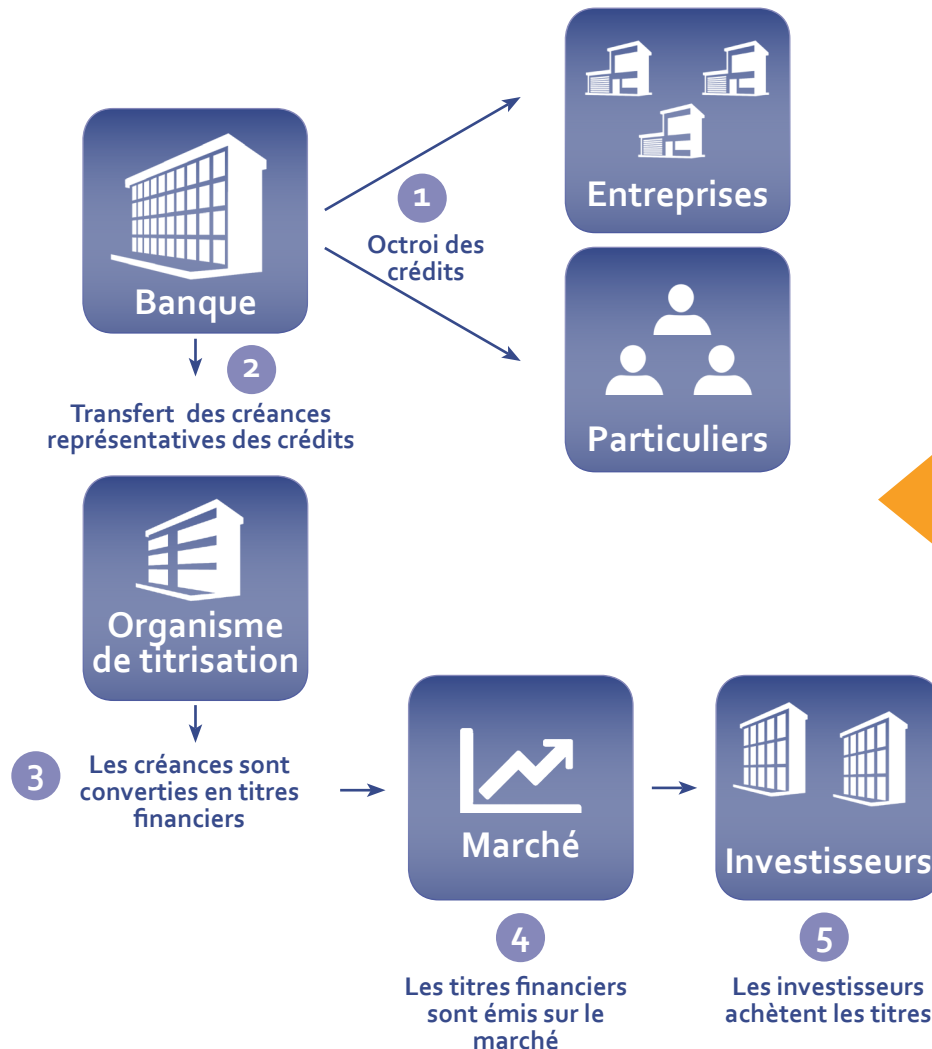 Entreprises
1
Octroi des
crédits
Banque
2
Transfert des créances
représentatives des crédits
Particuliers
Organisme
de titrisation
3
Les créances sont
converties en titres
financiers
Marché
Investisseurs
4
Les titres financiers
sont émis sur le
marché
5
Les investisseurs
achètent les titres